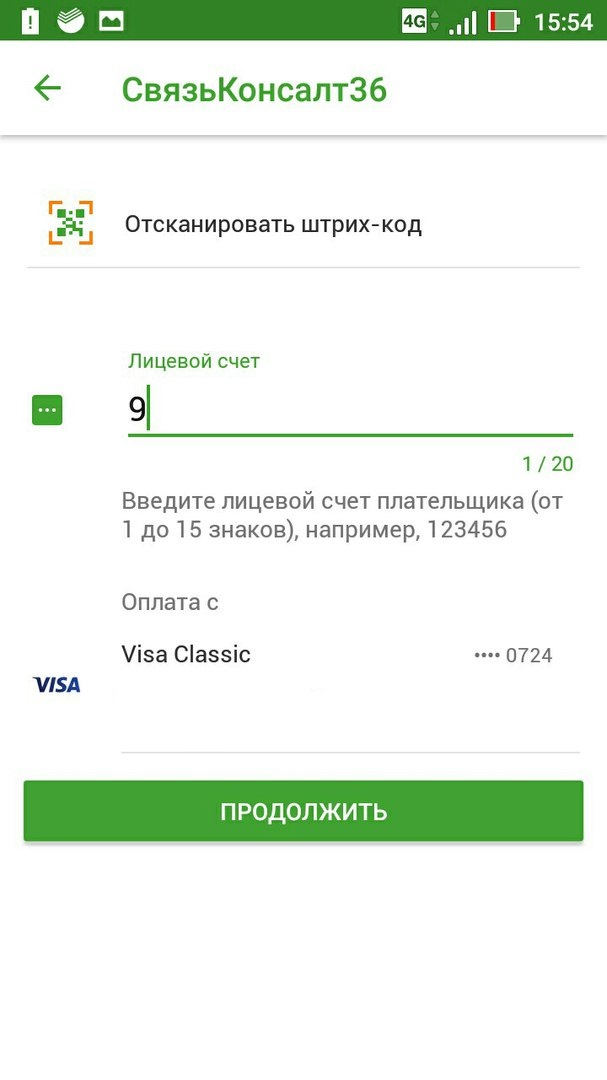 4G 15:54
СвязьКонсалт36
Отсканировать штрих-код
Лицевой счет
9
1 / 20
Введите лицевой счет плательщика (от
1 до 15 знаков), например, 123456
Оплата с
Visa Classic •••• 0724
VISA
ПРОДОЛЖИТЬ